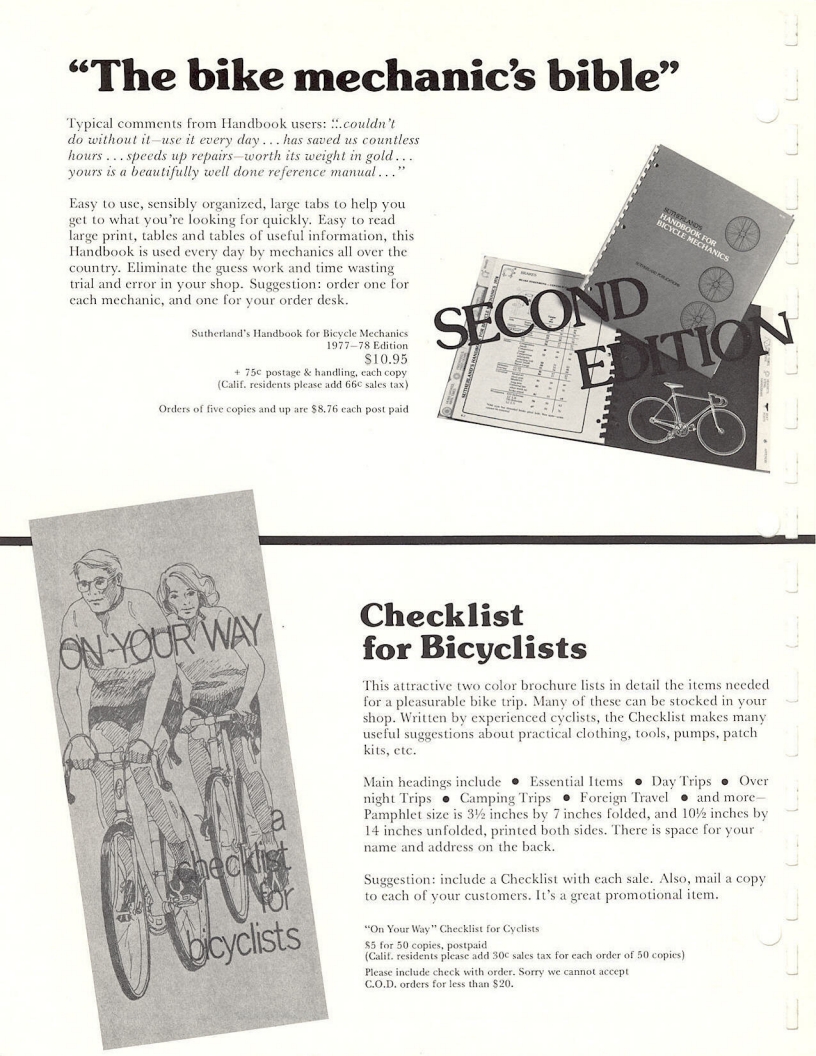 “The bike mechanic's bible”
Typical comments from Handbook users: “...couldn't
do without it—use it every day . . . has saved us countless
hours . . . speeds up repairs—worth its weight in gold . . .
yours is a beautifully well done reference manual . . .”
Easy to use, sensibly organized, large tabs to help you
get to what you're looking for quickly. Easy to read
large print, tables and tables of useful information, this
Handbook is used every day by mechanics all over the
country. Eliminate the guess work and time wasting
trial and error in your shop. Suggestion: order one for
each mechanic, and one for your order desk.
Sutherland's Handbook for Bicycle Mechanics
1977–78 Edition
$10.95
+ 75c postage & handling, each copy
(Calif. residents please add 66c sales tax)
Orders of five copies and up are $8.76 each post paid
SUTHERLAND'S
HANDBOOK FOR
BICYCLE MECHANICS
SUTHERLAND PUBLICATIONS
SECOND
EDITION
ON YOUR WAY
a
checklist
for
bicyclists
Checklist
for Bicyclists
This attractive two color brochure lists in detail the items needed
for a pleasurable bike trip. Many of these can be stocked in your
shop. Written by experienced cyclists, the Checklist makes many
useful suggestions about practical clothing, tools, pumps, patch
kits, etc.
Main headings include • Essential Items • Day Trips • Over
night Trips • Camping Trips • Foreign Travel • and more—
Pamphlet size is 3½ inches by 7 inches folded, and 10½ inches by
14 inches unfolded, printed both sides. There is space for your
name and address on the back.
Suggestion: include a Checklist with each sale. Also, mail a copy
to each of your customers. It's a great promotional item.
“On Your Way” Checklist for Cyclists
$5 for 50 copies, postpaid
(Calif. residents please add 30c sales tax for each order of 50 copies)
Please include check with order. Sorry we cannot accept
C.O.D. orders for less than $20.